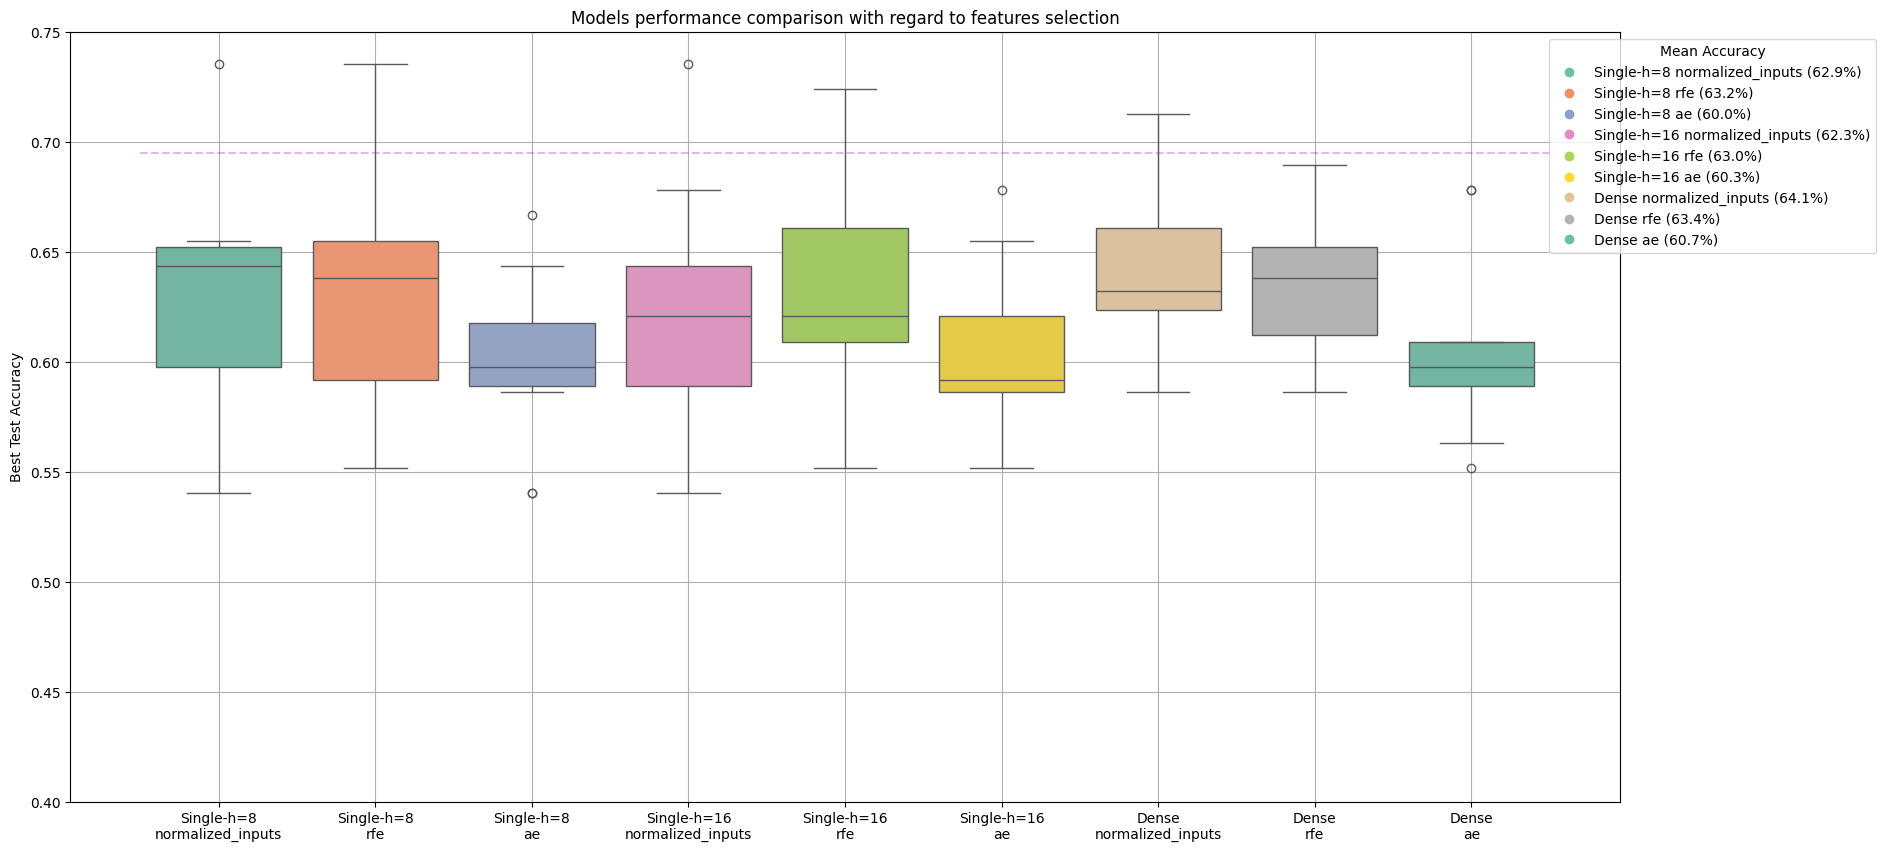 Models performance comparison with regard to features selection
Best Test Accuracy
0.75
0.70
0.65
0.60
0.55
0.50
0.45
0.40
Single-h=8
normalized_inputs
Single-h=8
rfe
Single-h=8
ae
Single-h=16
normalized_inputs
Single-h=16
rfe
Single-h=16
ae
Dense
normalized_inputs
Dense
rfe
Dense
ae
Mean Accuracy
Single-h=8 normalized_inputs (62.9%)
Single-h=8 rfe (63.2%)
Single-h=8 ae (60.0%)
Single-h=16 normalized_inputs (62.3%)
Single-h=16 rfe (63.0%)
Single-h=16 ae (60.3%)
Dense normalized_inputs (64.1%)
Dense rfe (63.4%)
Dense ae (60.7%)